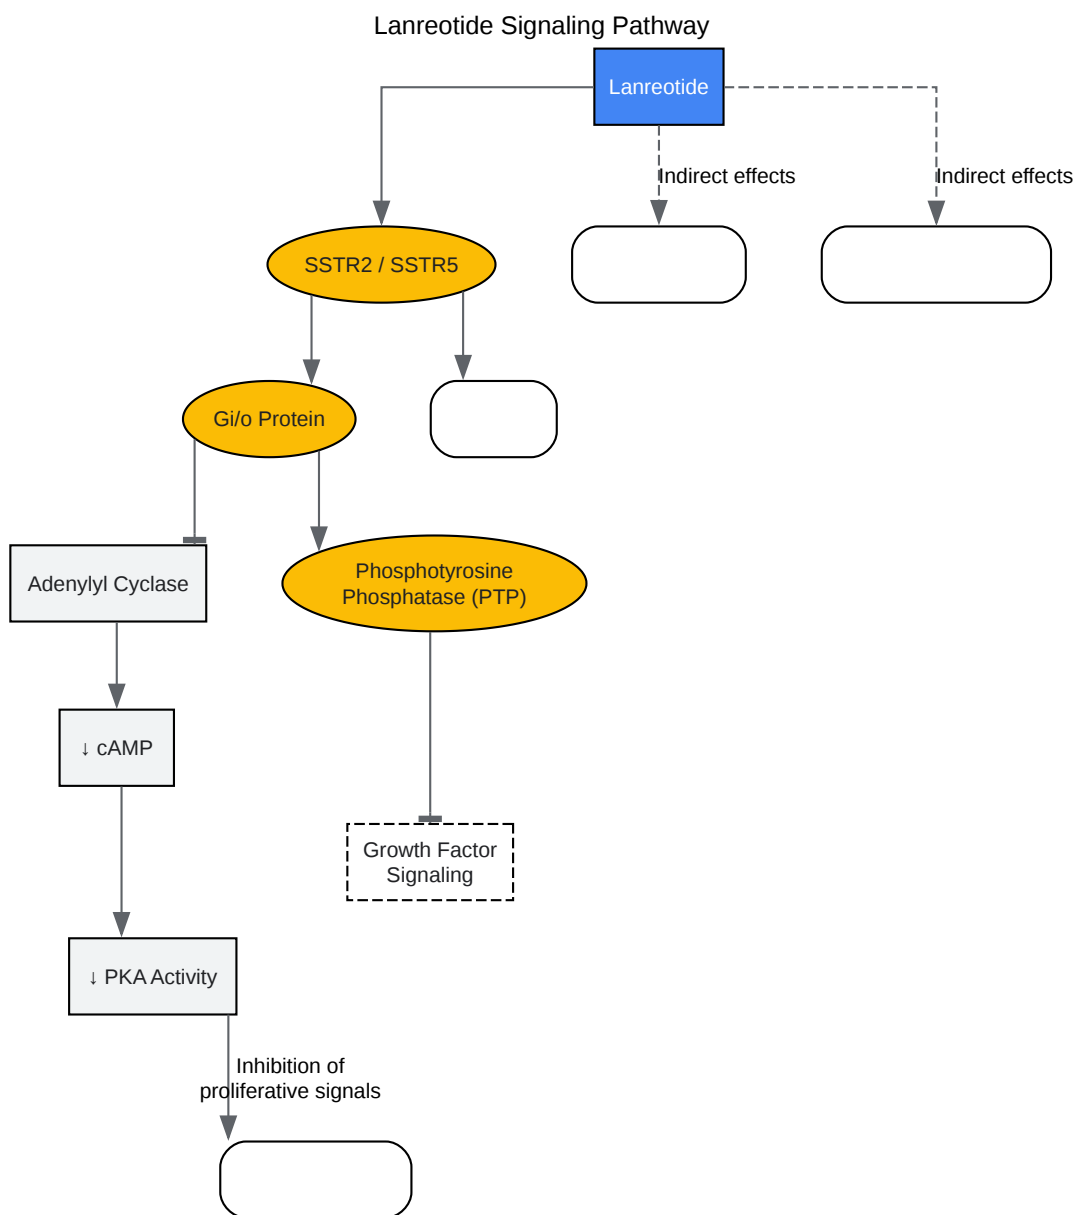 Lanreotide Signaling Pathway
Lanreotide
Indirect effects
Indirect effects
SSTR2 / SSTR5
Gi/o Protein
Adenylyl Cyclase
Phosphotyrosine
Phosphatase (PTP)
↓ cAMP
Growth Factor
Signaling
↓ PKA Activity
Inhibition of
proliferative signals